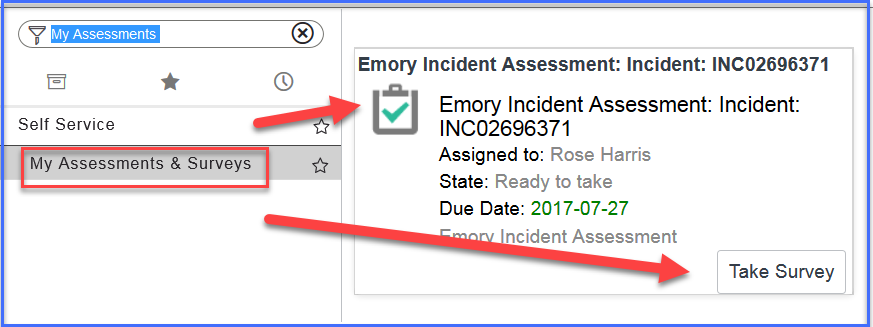 My Assessments
Self Service
My Assessments & Surveys
Emory Incident Assessment: Incident: INC02696371
Emory Incident Assessment: Incident:
INC02696371
Assigned to: Rose Harris
State: Ready to take
Due Date: 2017-07-27
Emory Incident Assessment
Take Survey